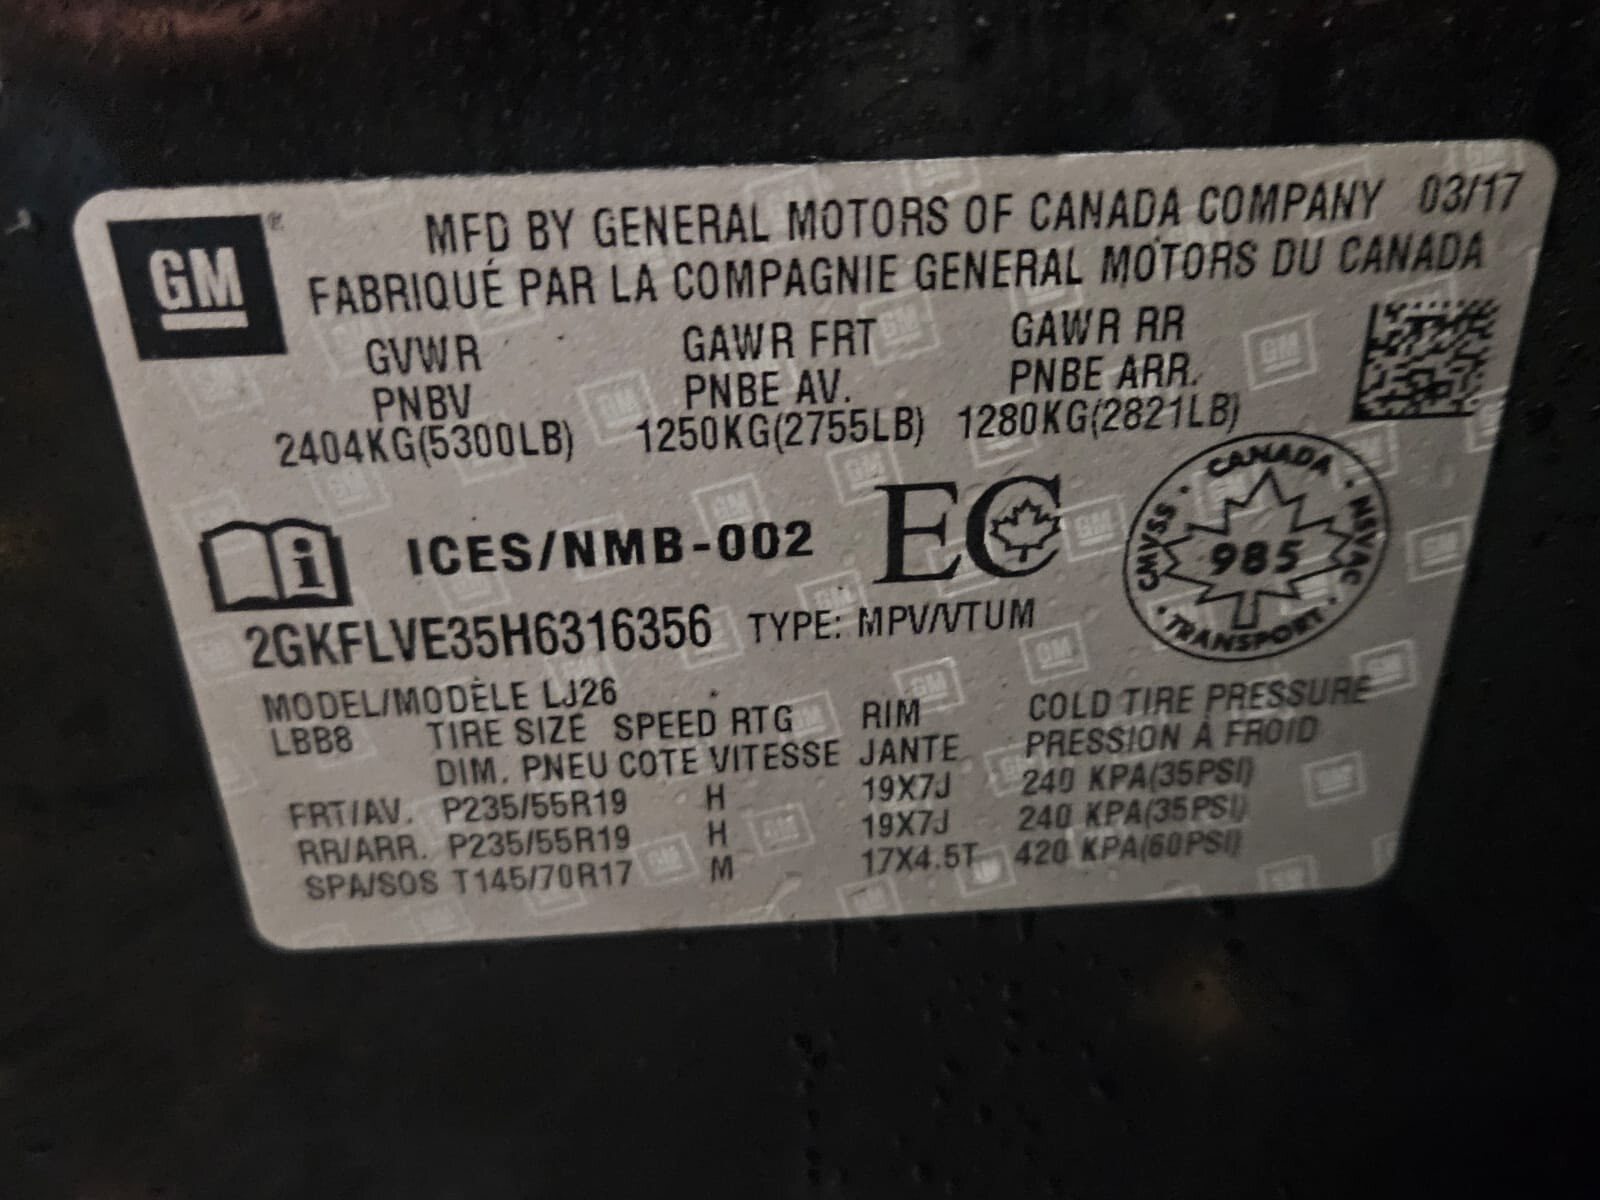 GM
MFD BY GENERAL MOTORS OF CANADA COMPANY 03/17
FABRIQUÉ PAR LA COMPAGNIE GENERAL MOTORS DU CANADA
GVWR GAWR FRT GAWR RR
PNBV PNBE AV. PNBE ARR.
2404KG(5300LB) 1250KG(2755LB) 1280KG(2821LB)
ICES/NMB-002 EC
CANADA
CMVSS · NSVAC
985
· TRANSPORT ·
2GKFLVE35H6316356 TYPE: MPV/VTUM
MODEL/MODÈLE LJ26
LBB8 TIRE SIZE SPEED RTG RIM COLD TIRE PRESSURE
DIM. PNEU COTE VITESSE JANTE PRESSION À FROID
FRT/AV. P235/55R19 H 19X7J 240 KPA(35PSI)
RR/ARR. P235/55R19 H 19X7J 240 KPA(35PSI)
SPA/SOS T145/70R17 M 17X4.5T 420 KPA(60PSI)